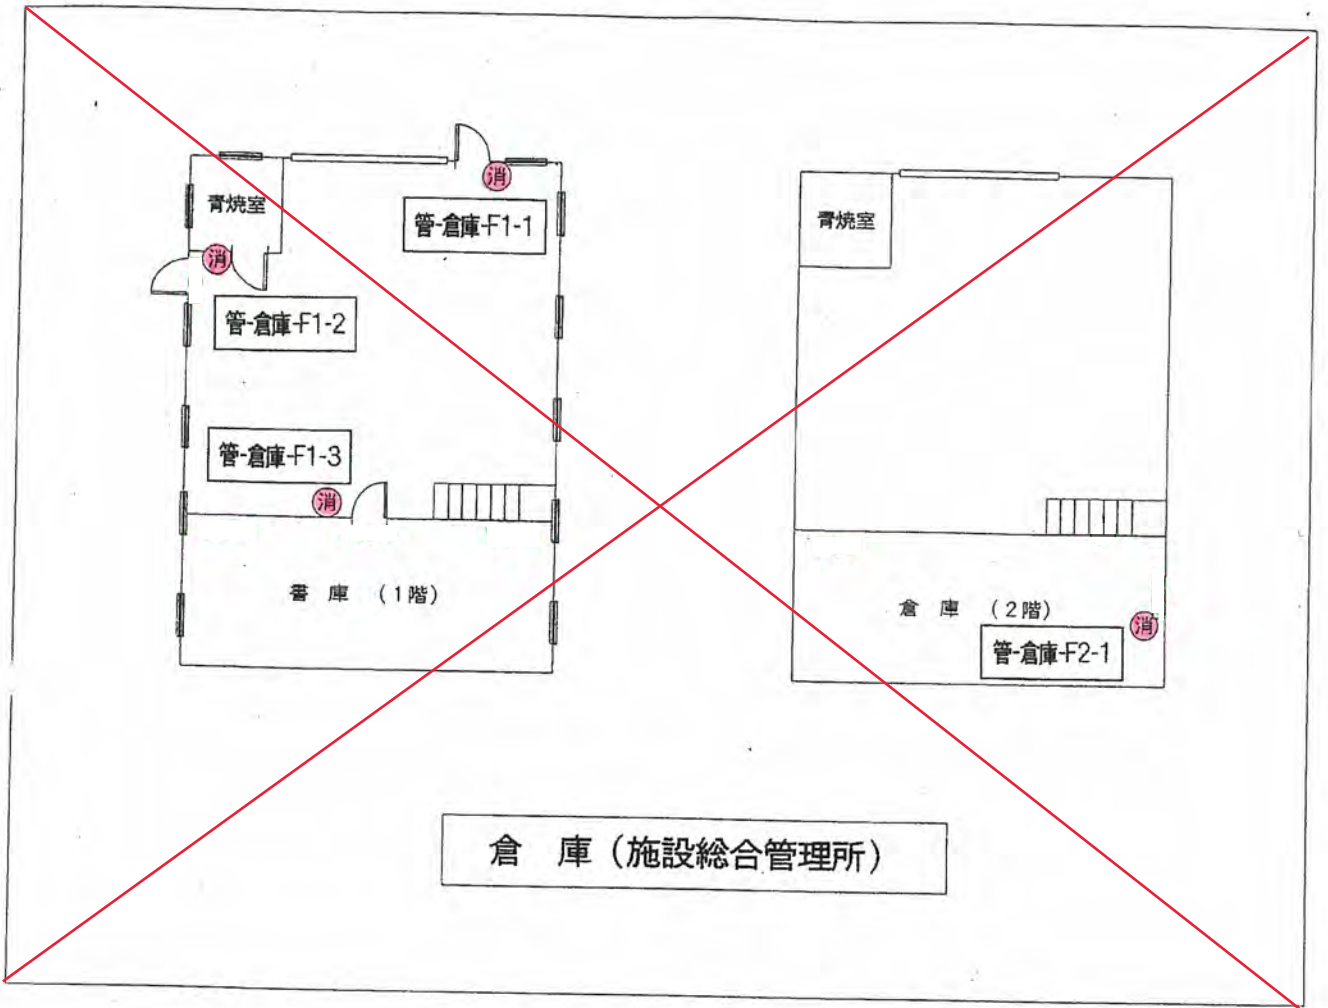 消
青焼室
管-倉庫-F1-1
消
管-倉庫-F1-2
管-倉庫-F1-3
消
書 庫 (1階)
青焼室
倉 庫 (2階)
消
管-倉庫-F2-1
倉 庫 (施設総合管理所)